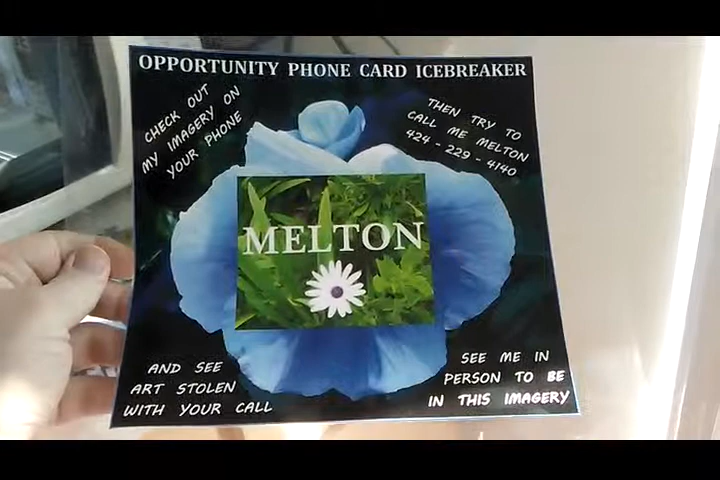 OPPORTUNITY PHONE CARD ICEBREAKER
CHECK OUT
MY IMAGERY ON
YOUR PHONE
THEN TRY TO
CALL ME MELTON
424 - 229 - 4140
MELTON
AND SEE
ART STOLEN
WITH YOUR CALL
SEE ME IN
PERSON TO BE
IN THIS IMAGERY